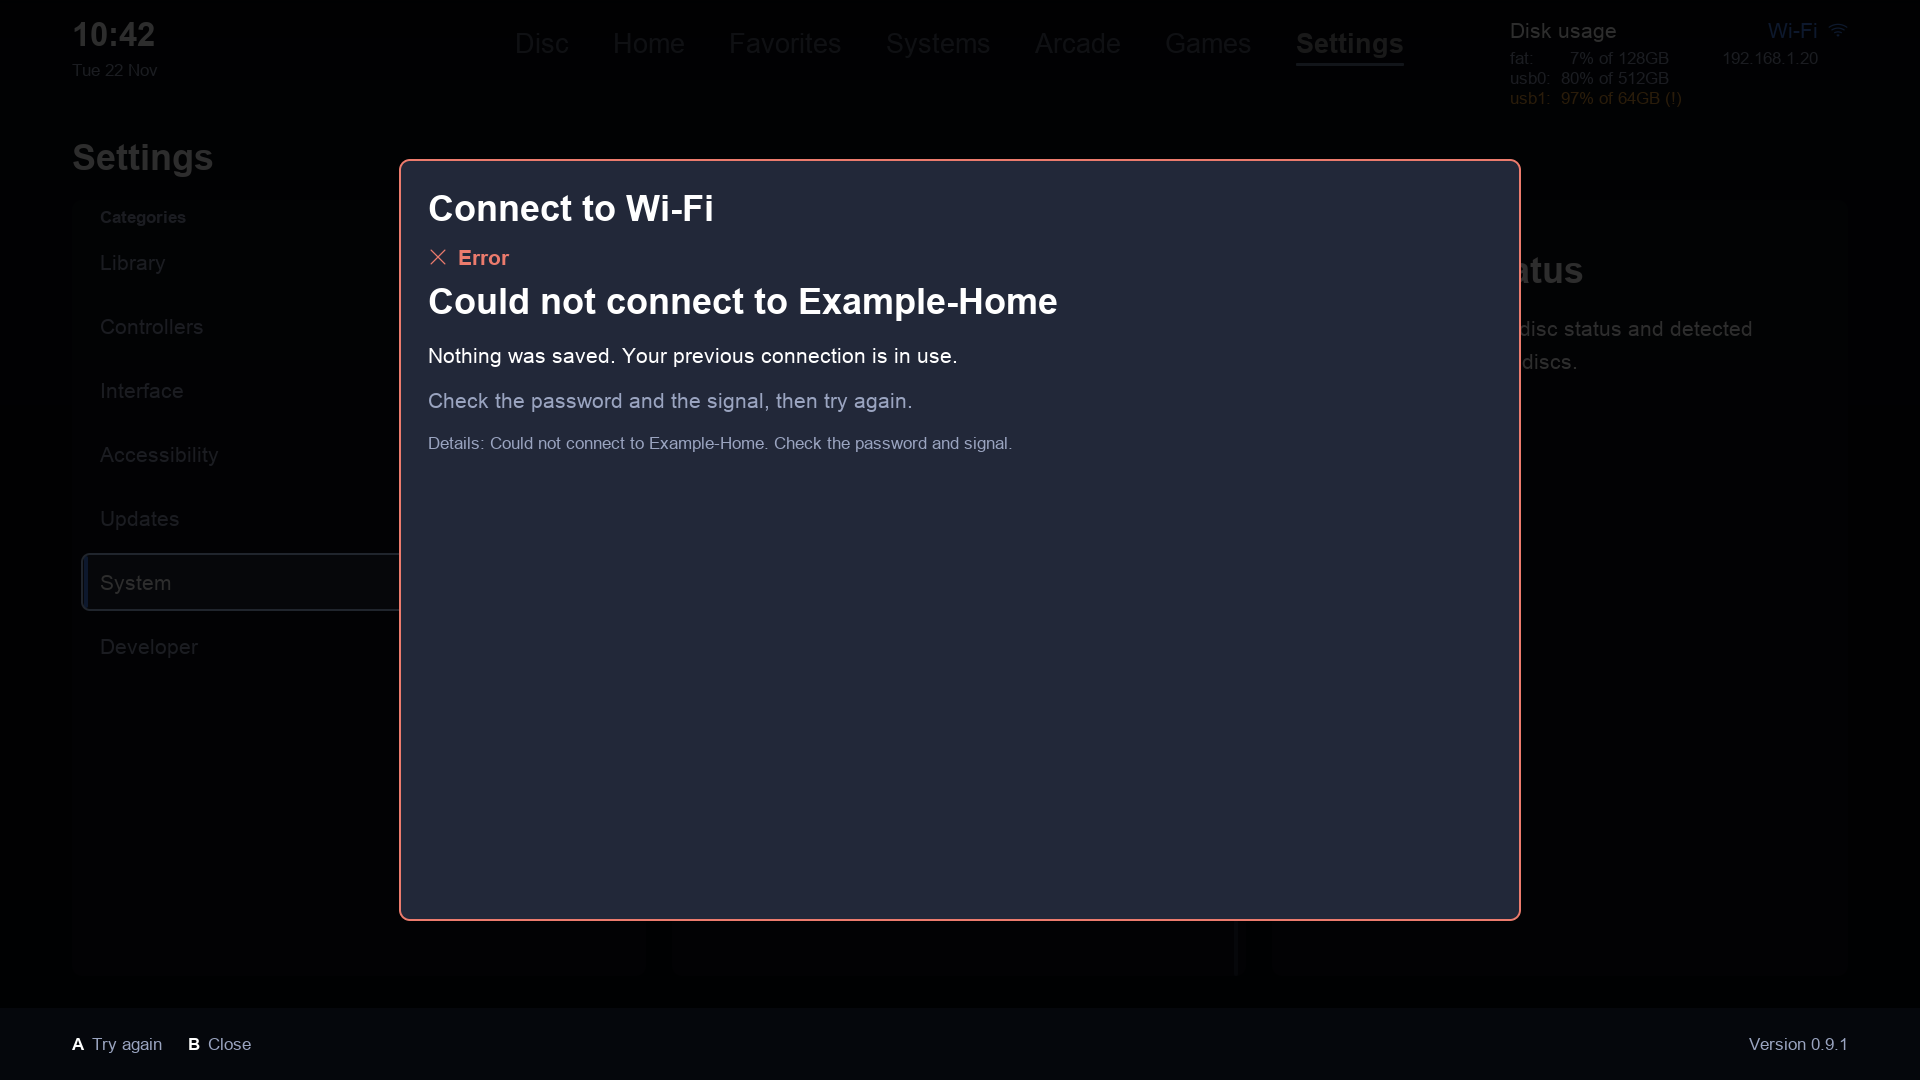 10:42
Tue 22 Nov
Disc Home Favorites Systems Arcade Games Settings
Disk usage
fat: 7% of 128GB
usb0: 80% of 512GB
usb1: 97% of 64GB (!)
Wi-Fi
192.168.1.20
Settings
Categories
Library
Controllers
Interface
Accessibility
Updates
System
Developer
Connect to Wi-Fi
Error
Could not connect to Example-Home
Nothing was saved. Your previous connection is in use.
Check the password and the signal, then try again.
Details: Could not connect to Example-Home. Check the password and signal.
atus
disc status and detected
discs.
A Try again B Close
Version 0.9.1